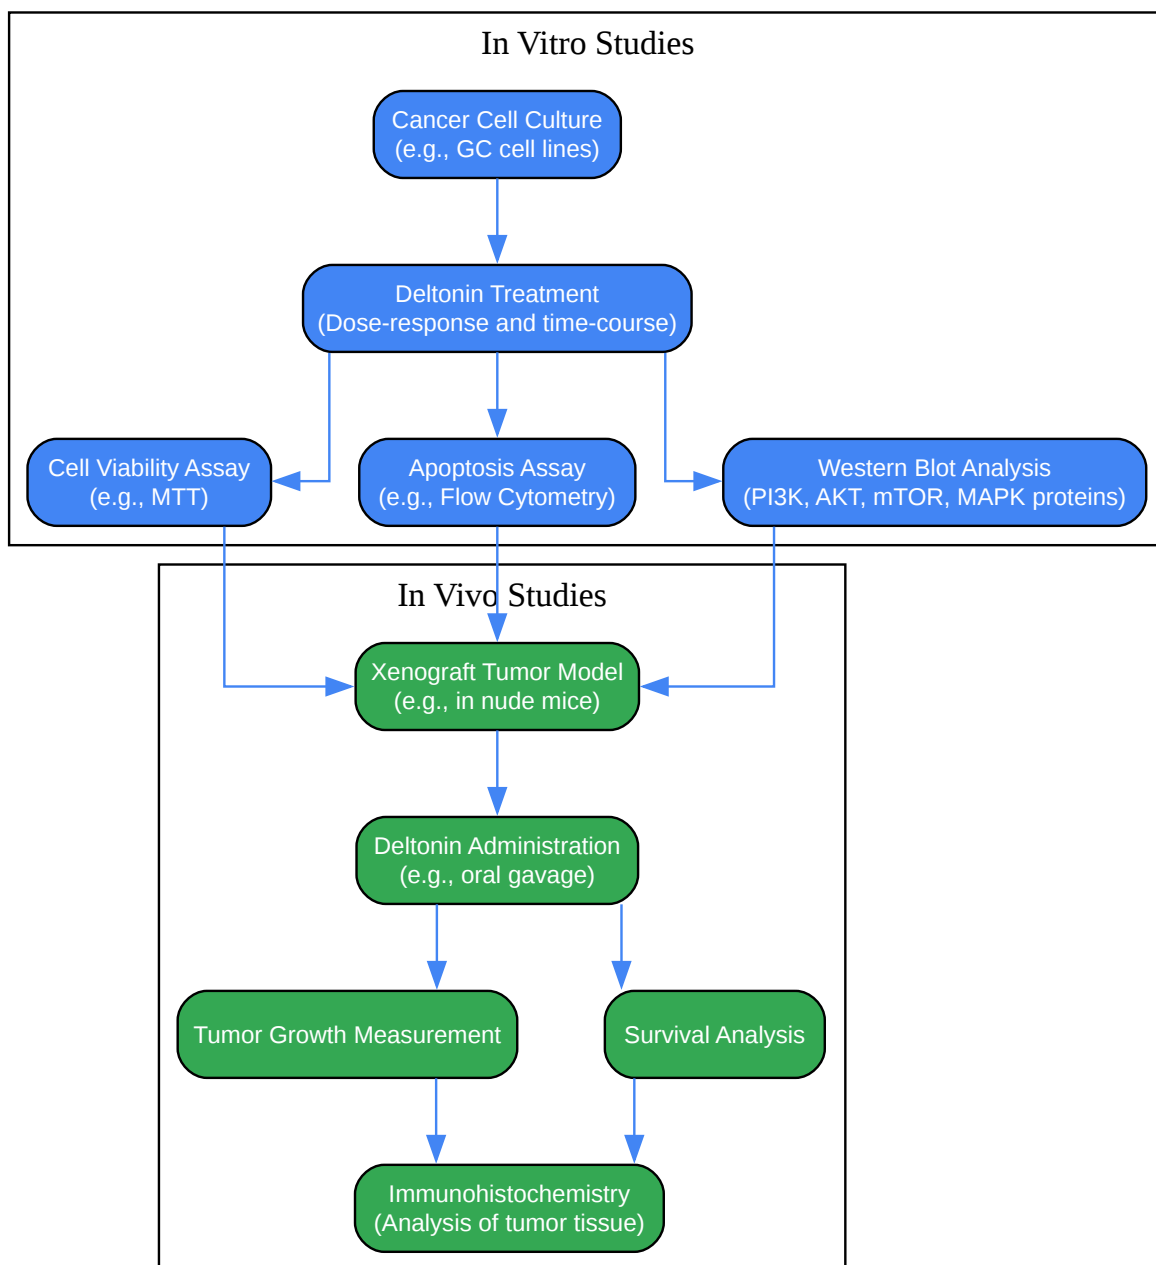 In Vitro Studies
Cancer Cell Culture
(e.g., GC cell lines)
Deltonin Treatment
(Dose-response and time-course)
Cell Viability Assay
(e.g., MTT)
Apoptosis Assay
(e.g., Flow Cytometry)
Western Blot Analysis
(PI3K, AKT, mTOR, MAPK proteins)
In Vivo Studies
Xenograft Tumor Model
(e.g., in nude mice)
Deltonin Administration
(e.g., oral gavage)
Tumor Growth Measurement
Survival Analysis
Immunohistochemistry
(Analysis of tumor tissue)